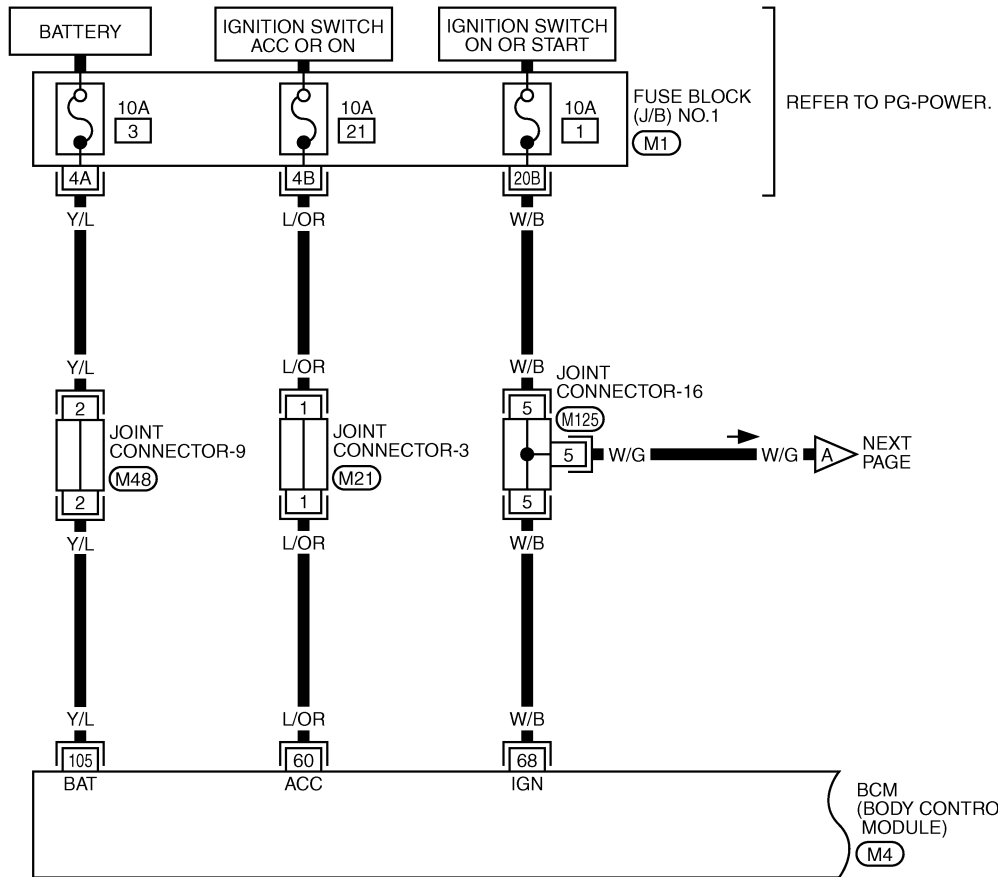 BATTERY
IGNITION SWITCH
ACC OR ON
IGNITION SWITCH
ON OR START
10A
3
10A
21
10A
1
FUSE BLOCK
(J/B) NO.1
M1
REFER TO PG-POWER.
4A
4B
20B
Y/L
L/OR
W/B
Y/L
L/OR
W/B
JOINT
CONNECTOR-16
M125
2
1
5
JOINT
CONNECTOR-9
M48
JOINT
CONNECTOR-3
M21
5
W/G
W/G
A
NEXT
PAGE
2
1
5
Y/L
L/OR
W/B
Y/L
L/OR
W/B
105
60
68
BAT
ACC
IGN
BCM
(BODY CONTRO
MODULE)
M4